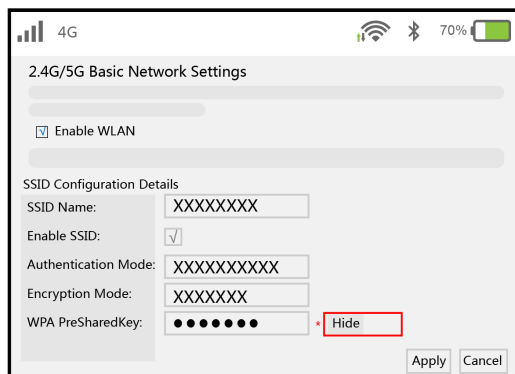 4G 70%
2.4G/5G Basic Network Settings
√ Enable WLAN
SSID Configuration Details
SSID Name: XXXXXXXX
Enable SSID: √
Authentication Mode: XXXXXXXXXX
Encryption Mode: XXXXXXX
WPA PreSharedKey: ●●●●●●● * Hide
Apply Cancel